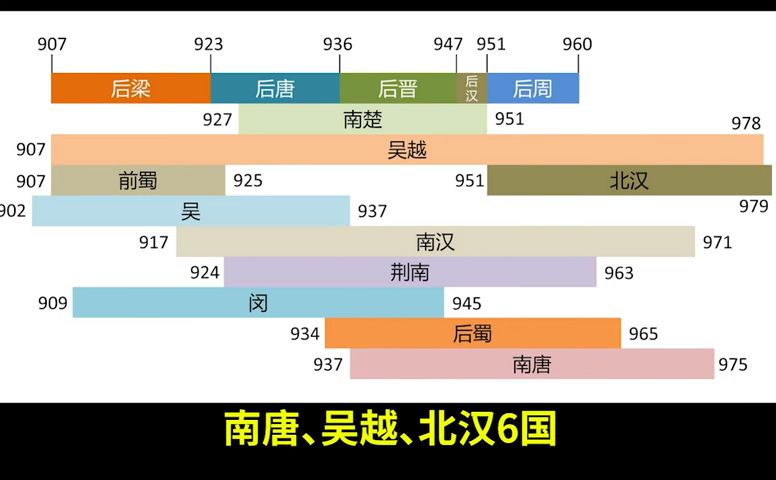 907 923 936 947 951 960
后梁 后唐 后晋 后汉 后周
927 南楚 951
907 吴越 978
907 前蜀 925 951 北汉 979
902 吴 937
917 南汉 971
924 荆南 963
909 闵 945
934 后蜀 965
937 南唐 975
南唐、吴越、北汉6国